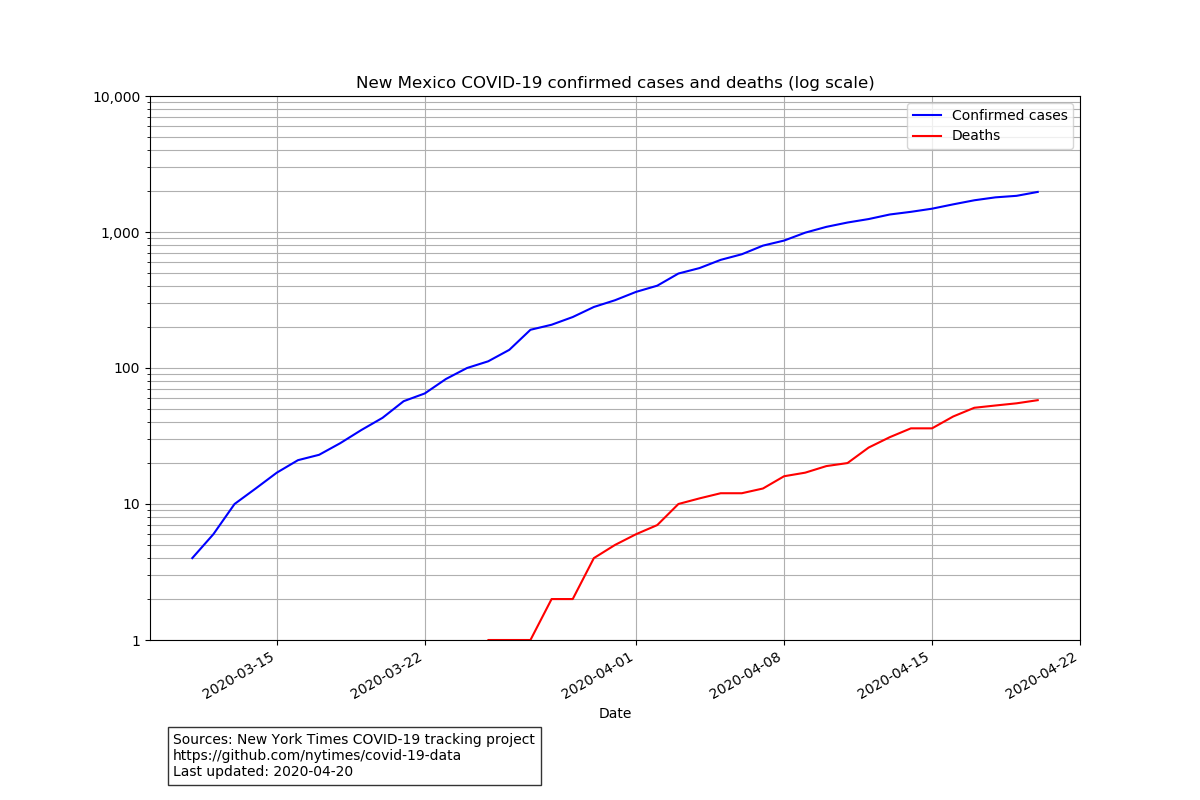 New Mexico COVID-19 confirmed cases and deaths (log scale)
10,000
1,000
100
10
1
Confirmed cases
Deaths
2020-03-15
2020-03-22
2020-04-01
2020-04-08
2020-04-15
2020-04-22
Date
Sources: New York Times COVID-19 tracking project
https://github.com/nytimes/covid-19-data
Last updated: 2020-04-20